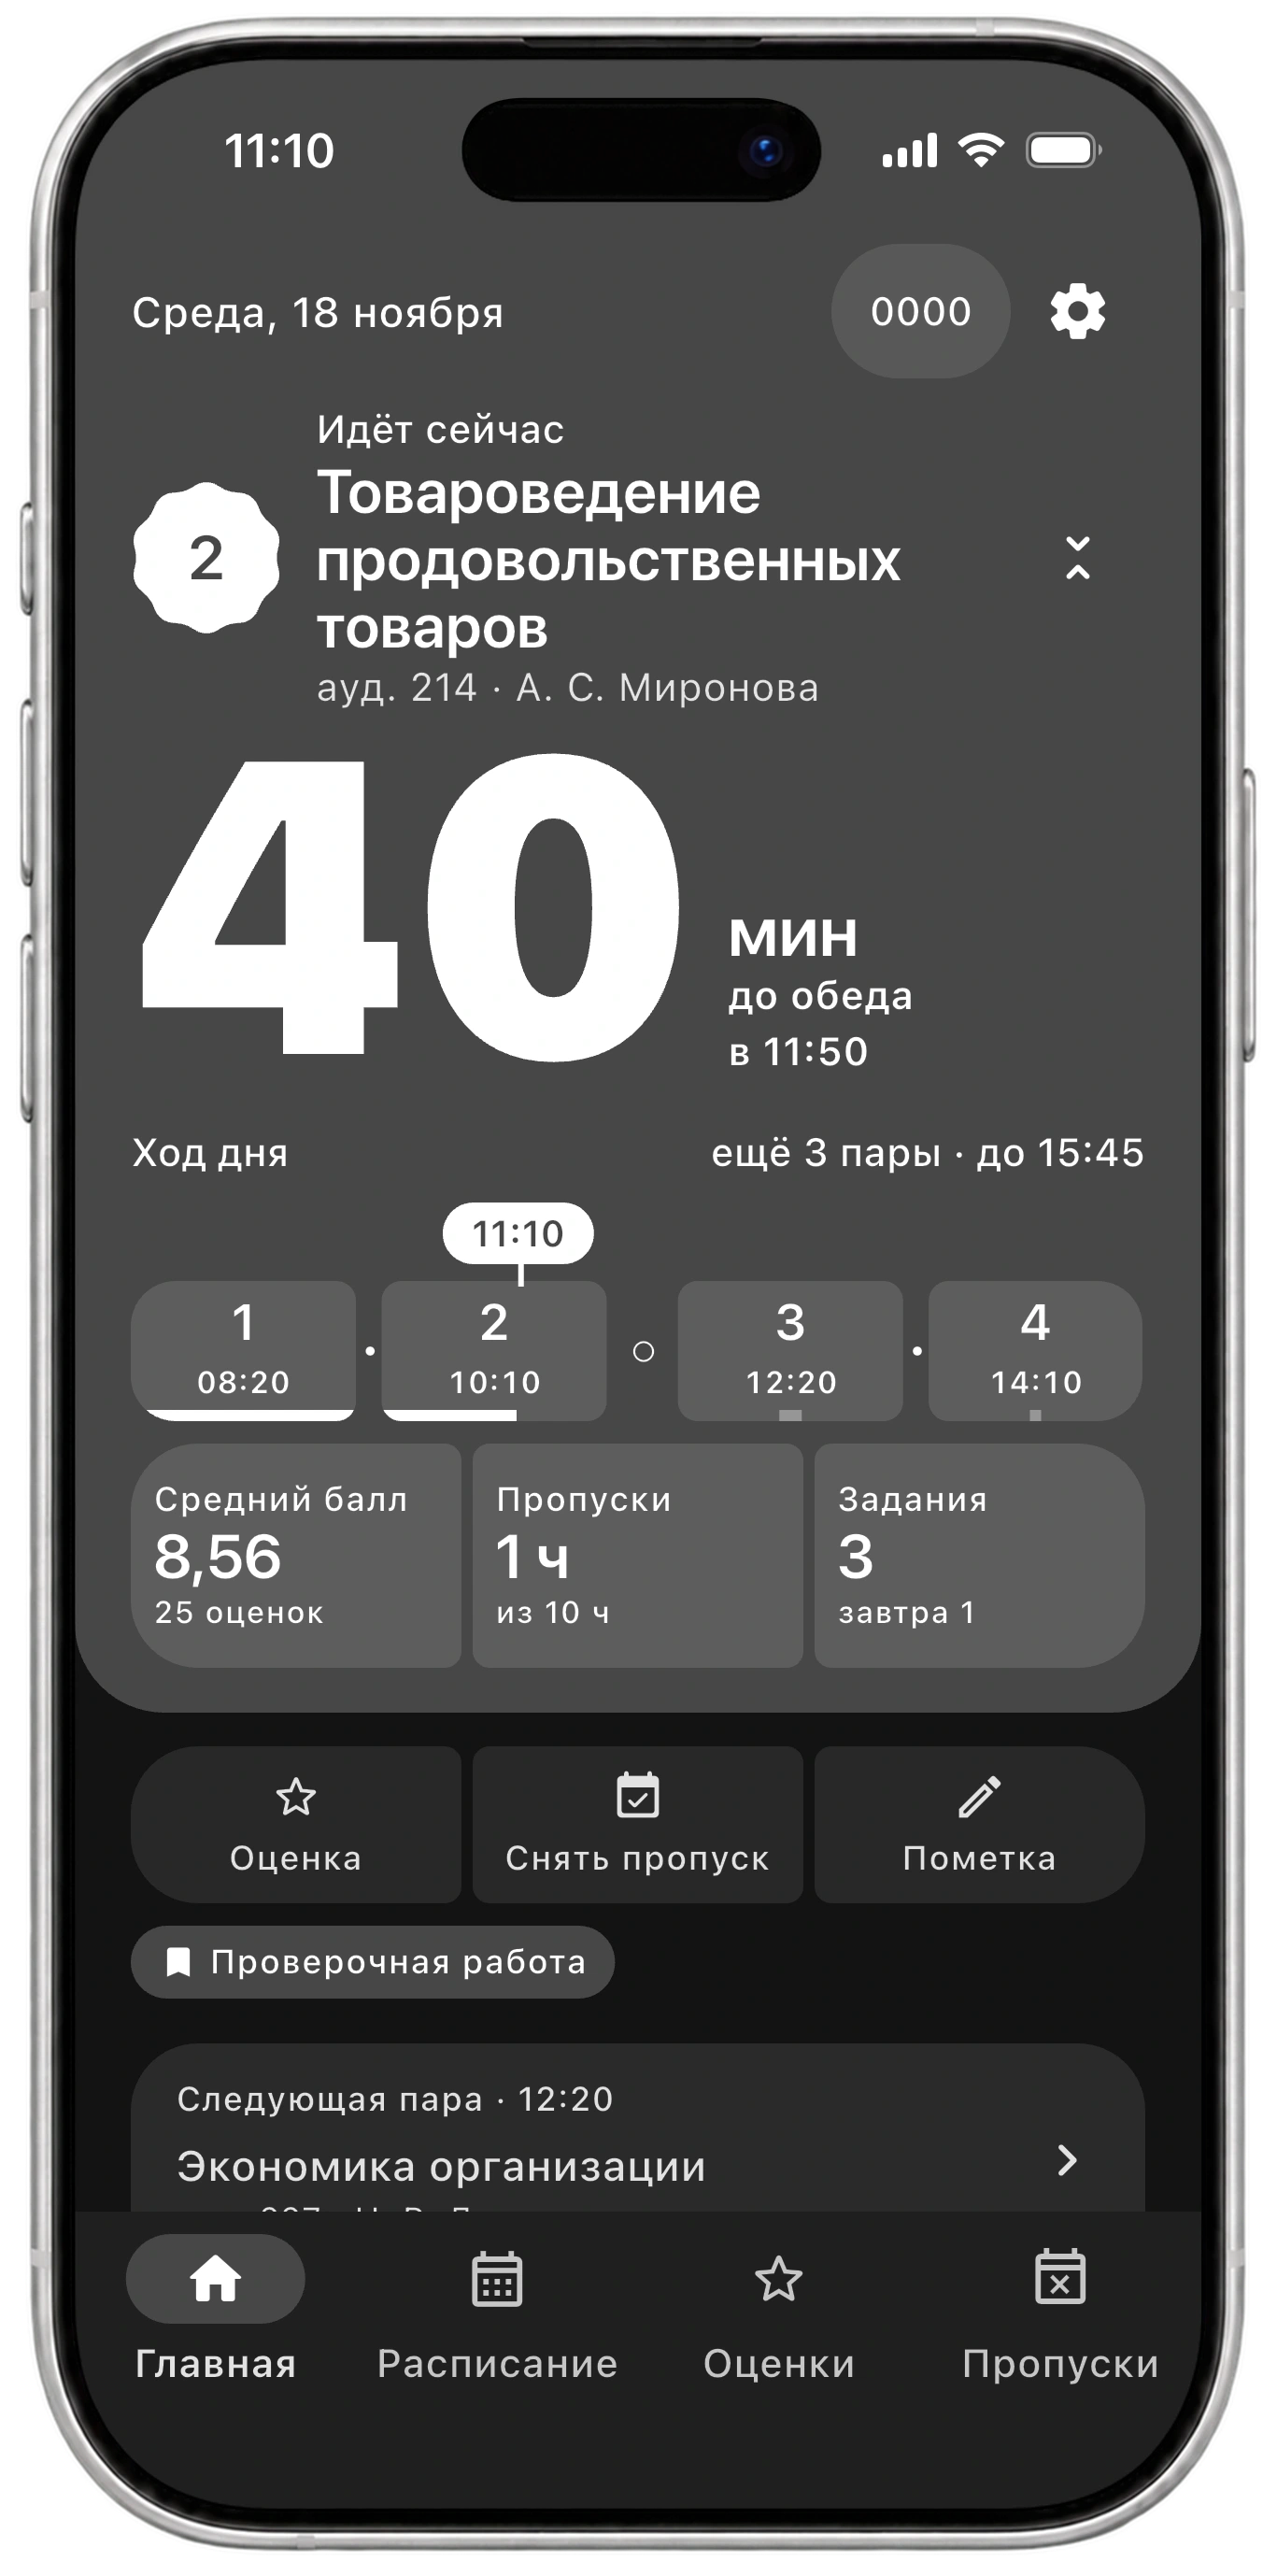 11:10
Среда, 18 ноября
0000
Идёт сейчас
2
Товароведение
продовольственных
товаров
ауд. 214 · А. С. Миронова
40
мин
до обеда
в 11:50
Ход дня
ещё 3 пары · до 15:45
11:10
1
2
3
4
08:20
10:10
12:20
14:10
Средний балл
Пропуски
Задания
8,56
1 ч
3
25 оценок
из 10 ч
завтра 1
Оценка
Снять пропуск
Пометка
Проверочная работа
Следующая пара · 12:20
Экономика организации
Главная
Расписание
Оценки
Пропуски